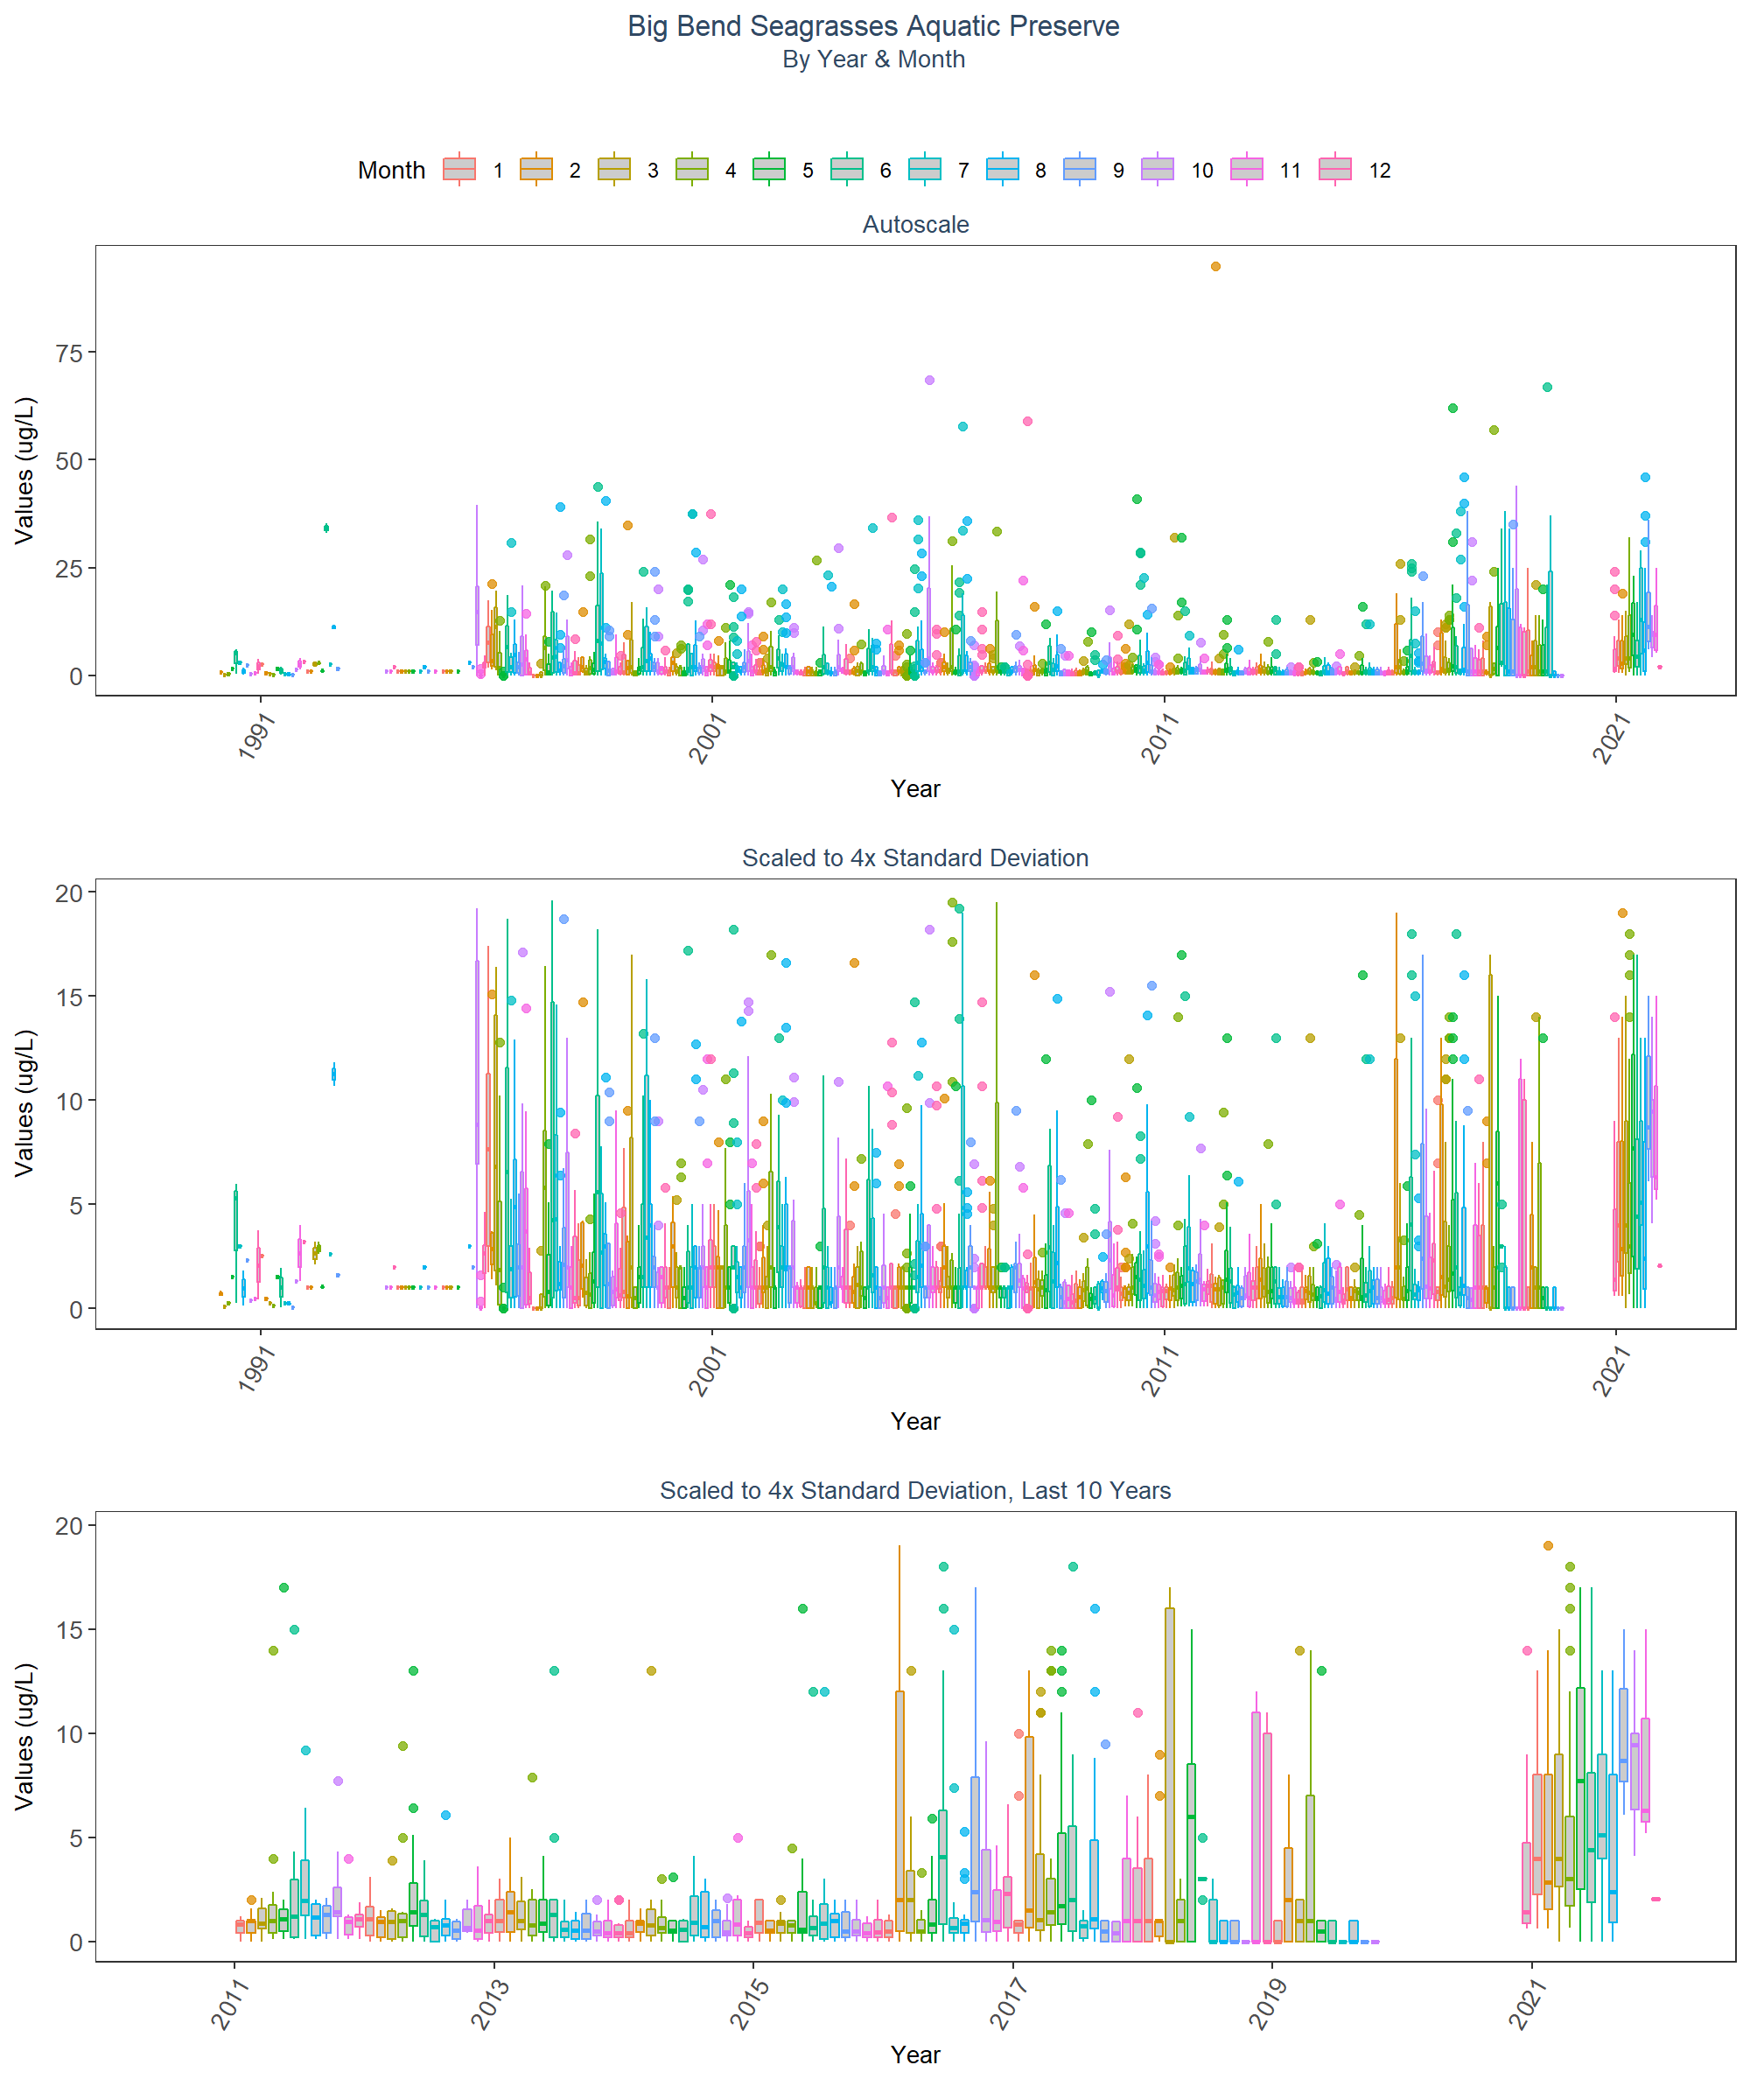 Big Bend Seagrasses Aquatic Preserve
By Year & Month
Month 1 2 3 4 5 6 7 8 9 10 11 12
Autoscale
Values (ug/L)
75
50
25
0
1991 2001 2011 2021
Year
Scaled to 4x Standard Deviation
Values (ug/L)
20
15
10
5
0
1991 2001 2011 2021
Year
Scaled to 4x Standard Deviation, Last 10 Years
Values (ug/L)
20
15
10
5
0
2011 2013 2015 2017 2019 2021
Year